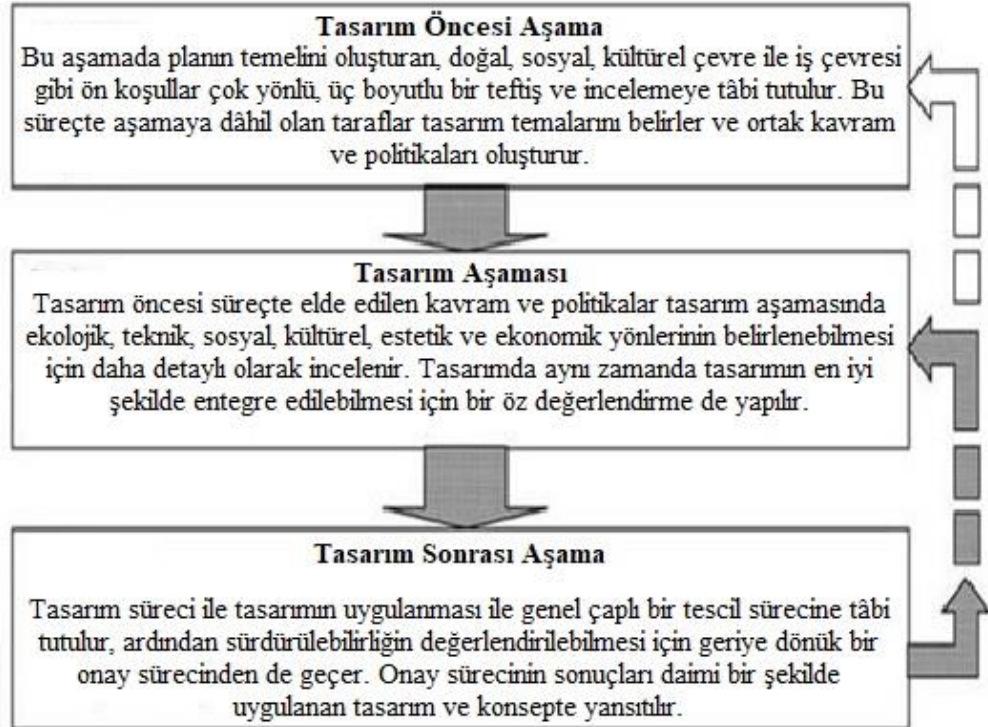 Tasarım Öncesi Aşama
Bu aşamada planın temelini oluşturan, doğal, sosyal, kültürel çevre ile iş çevresi
gibi ön koşullar çok yönlü, üç boyutlu bir teftiş ve incelemeye tâbi tutulur. Bu
süreçte aşamaya dâhil olan taraflar tasarım temalarını belirler ve ortak kavram
ve politikaları oluşturur.
Tasarım Aşaması
Tasarım öncesi süreçte elde edilen kavram ve politikalar tasarım aşamasında
ekolojik, teknik, sosyal, kültürel, estetik ve ekonomik yönlerinin belirlenebilmesi
için daha detaylı olarak incelenir. Tasarımda aynı zamanda tasarımın en iyi
şekilde entegre edilebilmesi için bir öz değerlendirme de yapılır.
Tasarım Sonrası Aşama
Tasarım süreci ile tasarımın uygulanması ile genel çaplı bir tescil sürecine tâbi
tutulur, ardından sürdürülebilirliğin değerlendirilebilmesi için geriye dönük bir
onay sürecinden de geçer. Onay sürecinin sonuçları daimi bir şekilde
uygulanan tasarım ve konsepte yansıtılır.